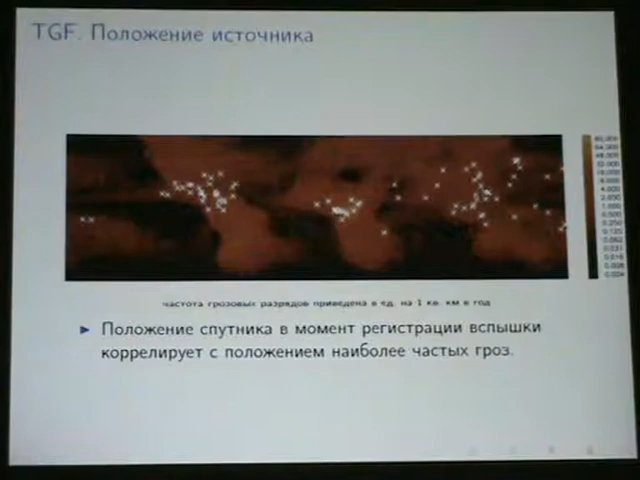 TGF. Положение источника
частота грозовых разрядов приведена в ед. на 1 кв. км в год
Положение спутника в момент регистрации вспышки
коррелирует с положением наиболее частых гроз.